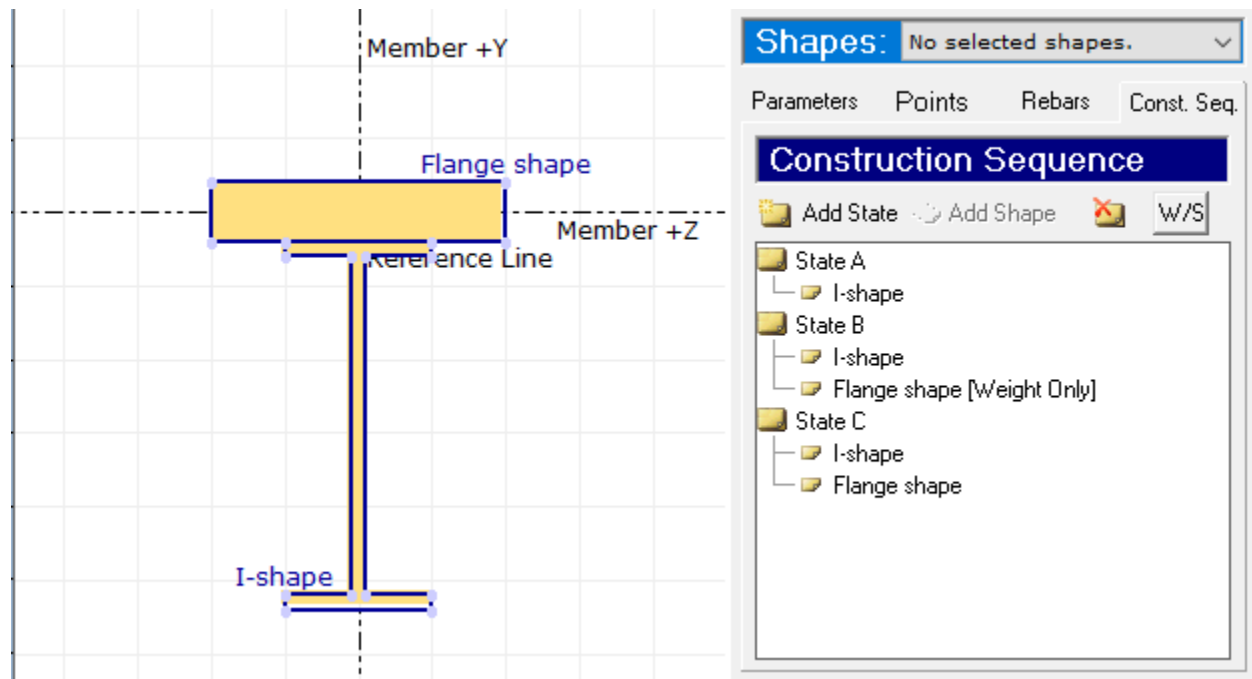 Member +Y
Flange shape
Member +Z
Reference Line
I-shape
Shapes: No selected shapes.
Parameters Points Rebars Const. Seq.
Construction Sequence
Add State Add Shape W/S
State A
I-shape
State B
I-shape
Flange shape [Weight Only]
State C
I-shape
Flange shape